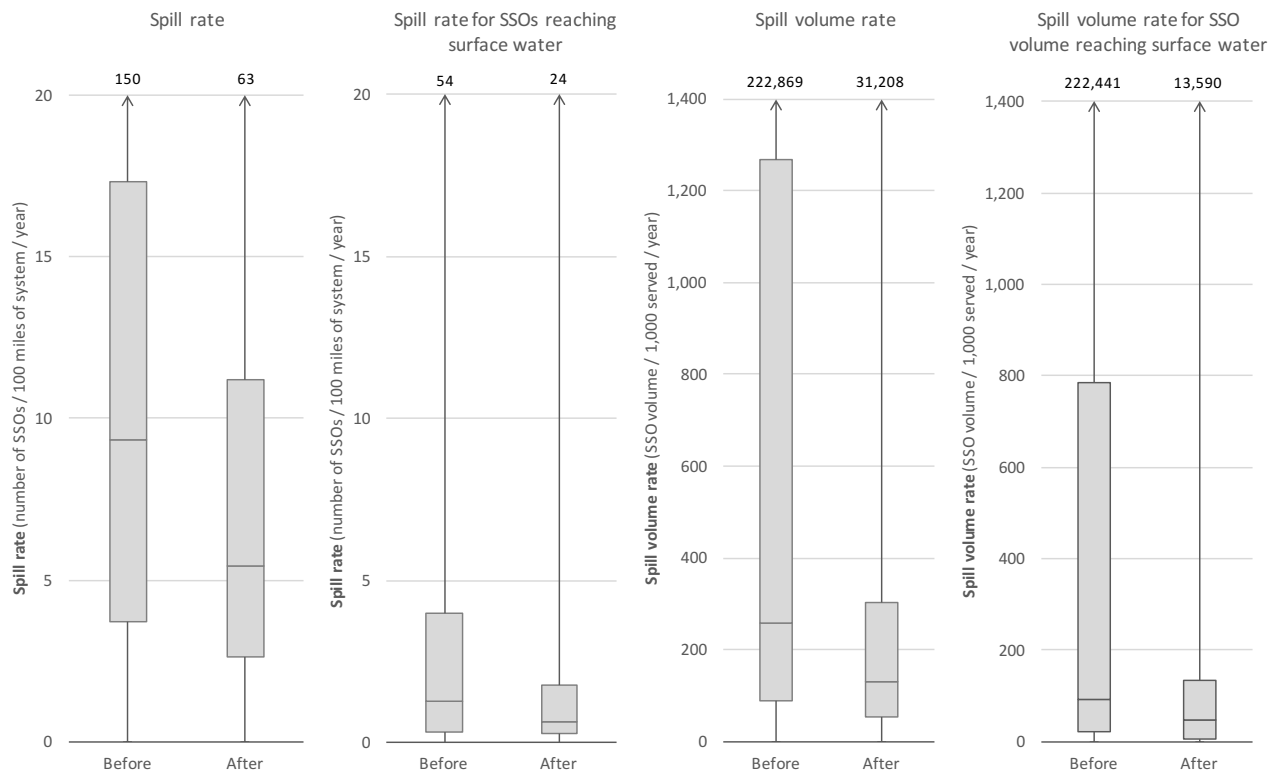 Spill rate
150
63
20
15
10
5
0
Spill rate (number of SSOs / 100 miles of system / year)
Before
After
Spill rate for SSOs reaching
surface water
54
24
20
15
10
5
0
Spill rate (number of SSOs / 100 miles of system / year)
Before
After
Spill volume rate
222,869
31,208
1,400
1,200
1,000
800
600
400
200
0
Spill volume rate (SSO volume / 1,000 served / year)
Before
After
Spill volume rate for SSO
volume reaching surface water
222,441
13,590
1,400
1,200
1,000
800
600
400
200
0
Spill volume rate (SSO volume / 1,000 served / year)
Before
After